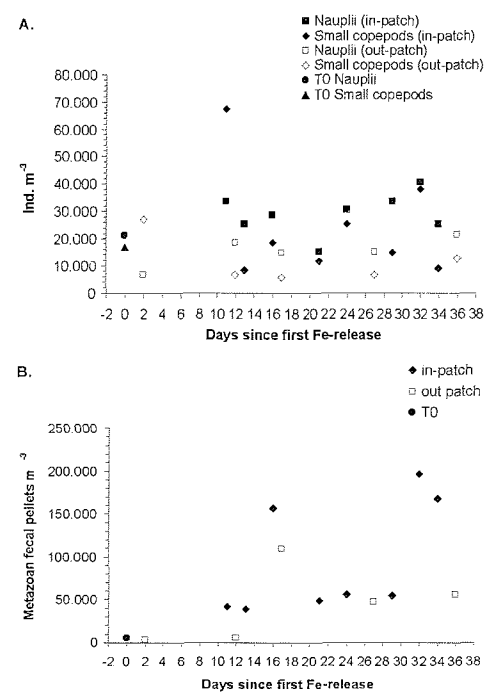 A.
Nauplii (in-patch)
Small copepods (in-patch)
Nauplii (out-patch)
Small copepods (out-patch)
T0 Nauplii
T0 Small copepods
80.000
70.000
60.000
50.000
40.000
30.000
20.000
10.000
0
Ind. m-3
-2 0 2 4 6 8 10 12 14 16 18 20 22 24 26 28 30 32 34 36 38
Days since first Fe-release
B.
in-patch
out patch
T0
250.000
200.000
150.000
100.000
50.000
0
Metazoan fecal pellets m -3
-2 0 2 4 6 8 10 12 14 16 18 20 22 24 26 28 30 32 34 36 38
Days since first Fe-release